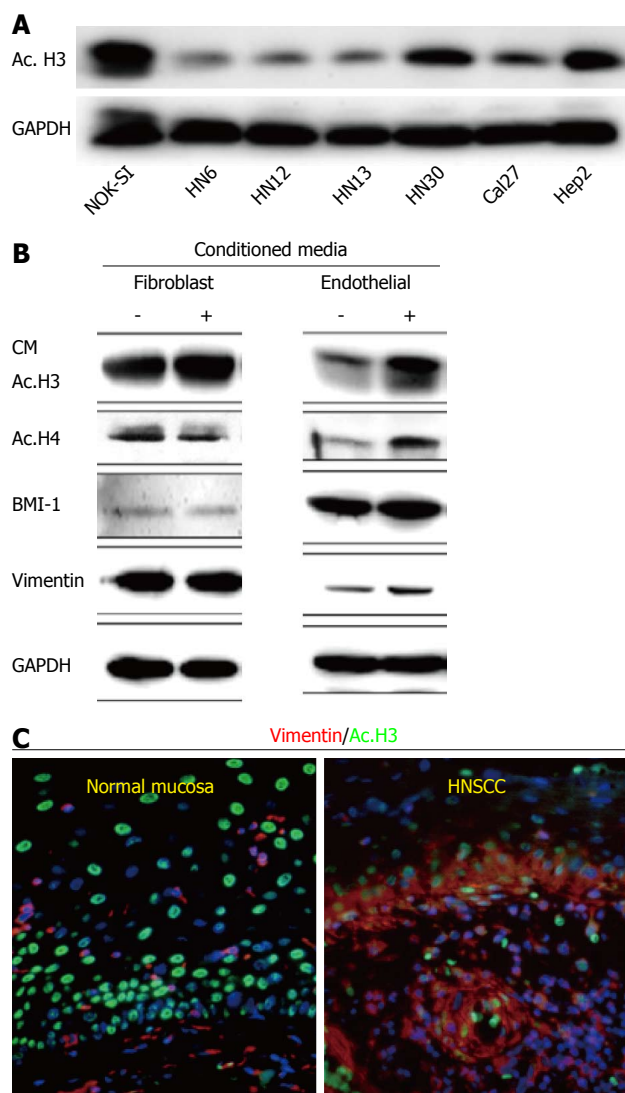 A
Ac. H3
GAPDH
NOK-SI HN6 HN12 HN13 HN30 Cal27 Hep2
B
Conditioned media
Fibroblast Endothelial
- + - +
CM
Ac.H3
Ac.H4
BMI-1
Vimentin
GAPDH
C
Vimentin/Ac.H3
Normal mucosa HNSCC